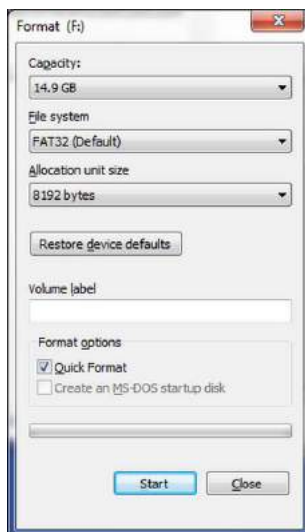 Format (F:)
Capacity:
14.9 GB
File system
FAT32 (Default)
Allocation unit size
8192 bytes
Restore device defaults
Volume label
Format options
Quick Format
Create an MS-DOS startup disk
Start Close